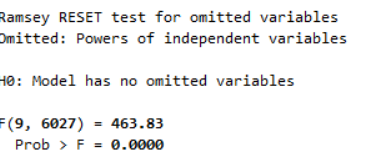 Ramsey RESET test for omitted variables
Omitted: Powers of independent variables
H0: Model has no omitted variables
F(9, 6027) = 463.83
Prob > F = 0.0000